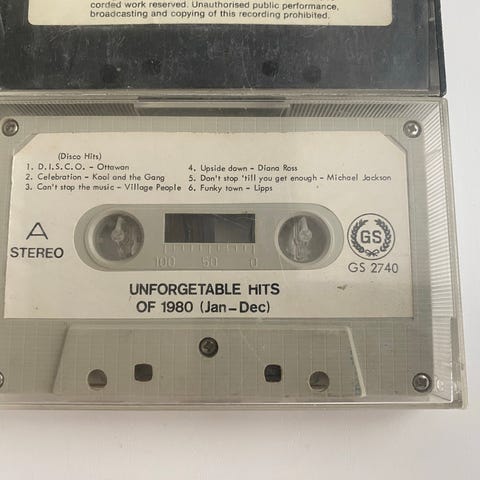 corded work reserved. Unauthorised public performance,
broadcasting and copying of this recording prohibited.
(Disco Hits)
1. D.I.S.C.O. – Ottawan
2. Celebration – Kool and the Gang
3. Can't stop the music – Village People
4. Upside down – Diana Ross
5. Don't stop 'till you get enough – Michael Jackson
6. Funky town – Lipps
A
STEREO
100 50 0
GS
GS 2740
UNFORGETABLE HITS
OF 1980 (Jan–Dec)